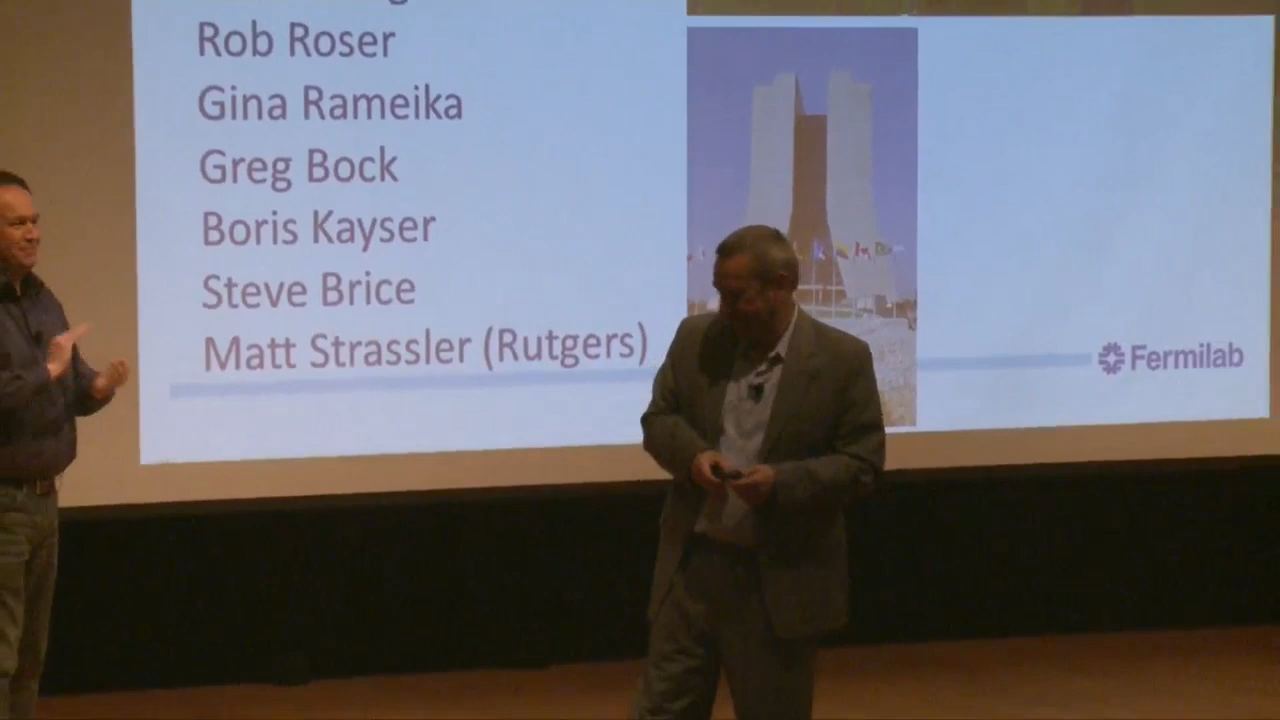 Rob Roser
Gina Rameika
Greg Bock
Boris Kayser
Steve Brice
Matt Strassler (Rutgers)
Fermilab